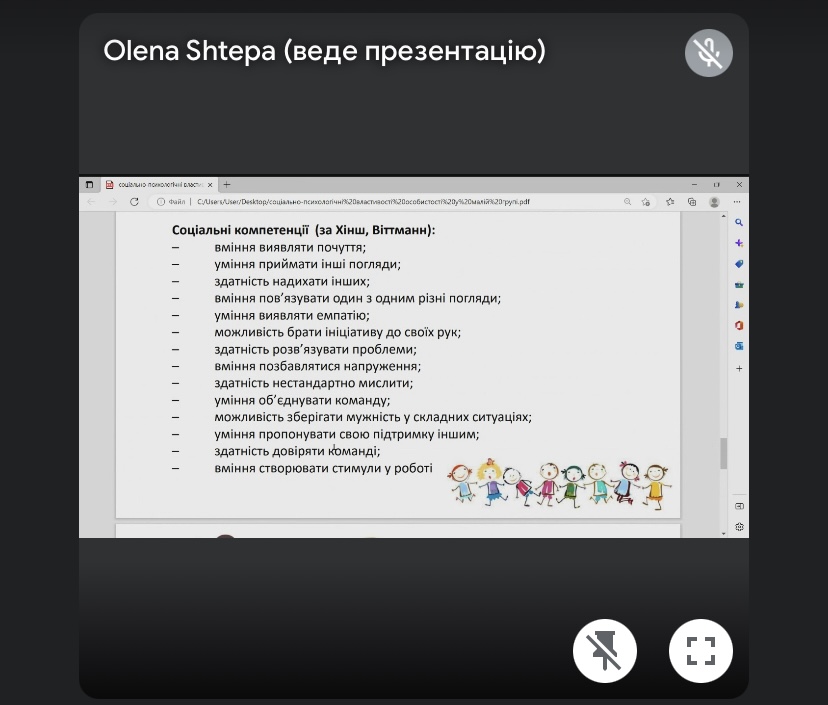 Olena Shtepa (веде презентацію)
соціально-психологічні власти
Файл
C:/Users/User/Desktop/соціально-психологічні%20властивості%20особистості%20у%20малій%20групі.pdf
Соціальні компетенції (за Хінш, Віттманн):
– вміння виявляти почуття;
– уміння приймати інші погляди;
– здатність надихати інших;
– вміння пов’язувати один з одним різні погляди;
– уміння виявляти емпатію;
– можливість брати ініціативу до своїх рук;
– здатність розв’язувати проблеми;
– вміння позбавлятися напруження;
– здатність нестандартно мислити;
– уміння об’єднувати команду;
– можливість зберігати мужність у складних ситуаціях;
– уміння пропонувати свою підтримку іншим;
– здатність довіряти команді;
– вміння створювати стимули у роботі